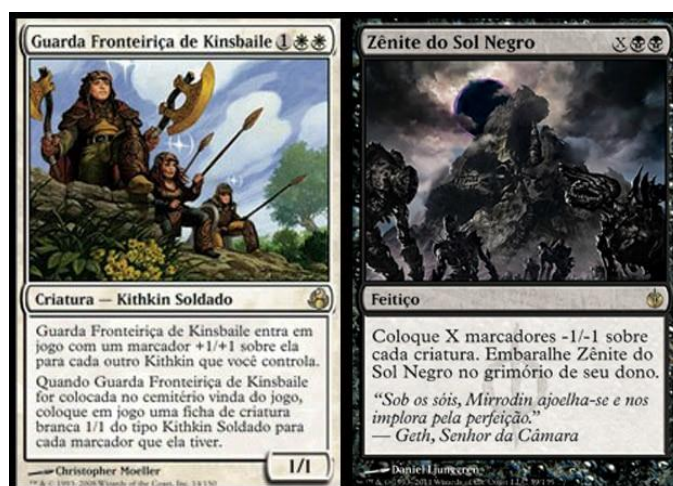 Guarda Fronteiriça de Kinsbaile 1
Criatura — Kithkin Soldado
Guarda Fronteiriça de Kinsbaile entra em
jogo com um marcador +1/+1 sobre ela
para cada outro Kithkin que você controla.
Quando Guarda Fronteiriça de Kinsbaile
for colocada no cemitério vinda do jogo,
coloque em jogo uma ficha de criatura
branca 1/1 do tipo Kithkin Soldado para
cada marcador que ela tiver.
Christopher Moeller
1/1
Zênite do Sol Negro X
Feitiço
Coloque X marcadores -1/-1 sobre
cada criatura. Embaralhe Zênite do
Sol Negro no grimório de seu dono.
“Sob os sóis, Mirrodin ajoelha-se e nos
implora pela perfeição.”
— Geth, Senhor da Câmara
Daniel Ljunggren